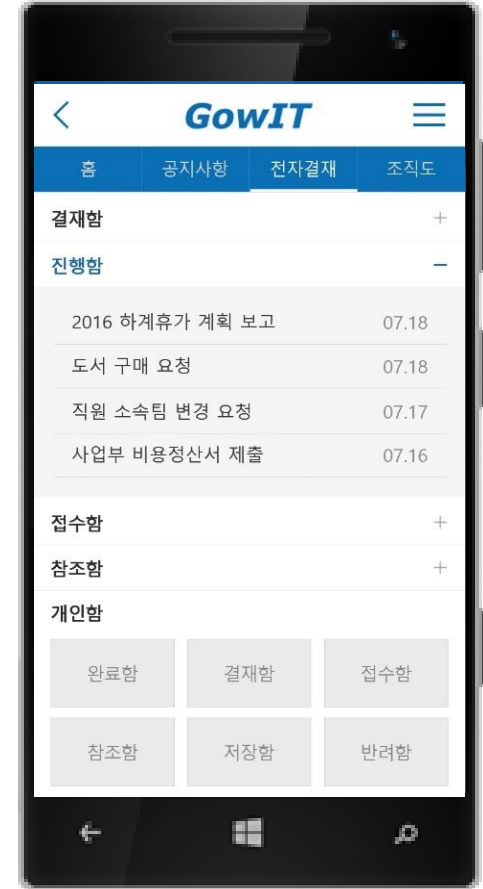 GowIT
홈 공지사항 전자결재 조직도
결재함 +
진행함 −
2016 하계휴가 계획 보고 07.18
도서 구매 요청 07.18
직원 소속팀 변경 요청 07.17
사업부 비용정산서 제출 07.16
접수함 +
참조함 +
개인함
완료함 결재함 접수함
참조함 저장함 반려함